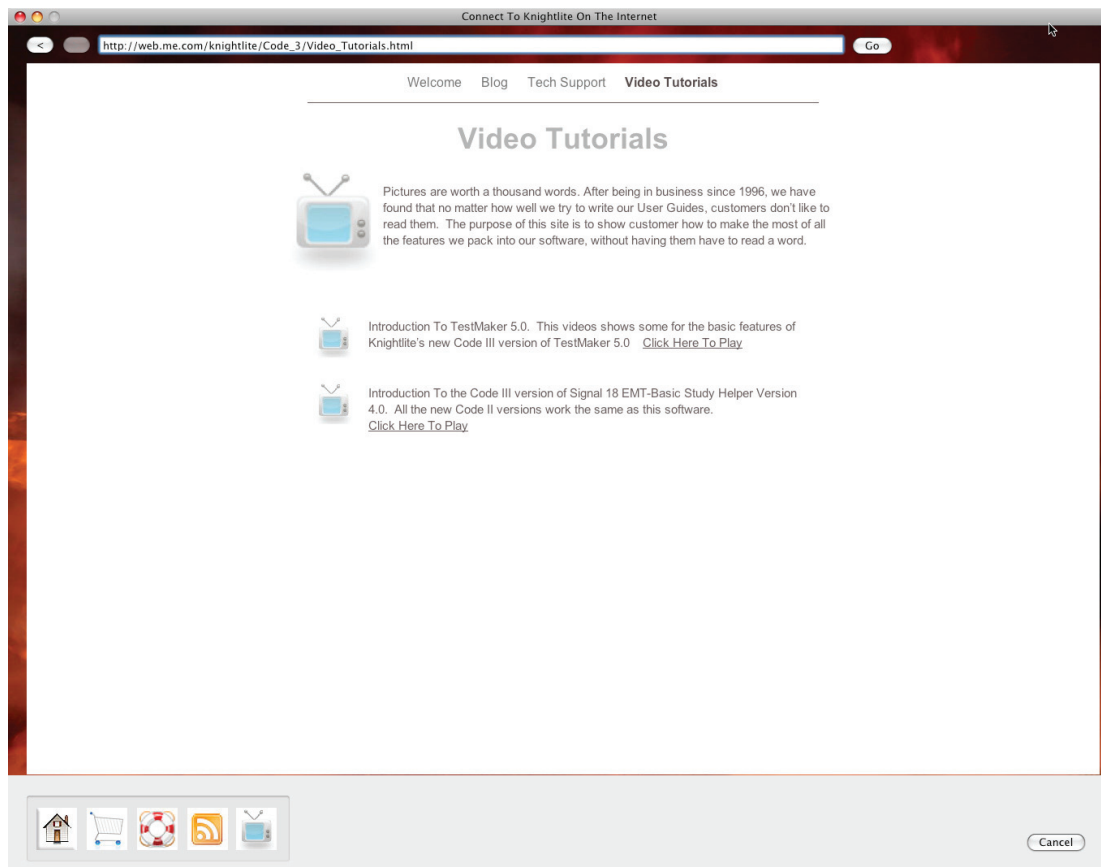 Connect To Knightlite On The Internet
< http://web.me.com/knightlite/Code_3/Video_Tutorials.html Go
Welcome Blog Tech Support Video Tutorials
Video Tutorials
Pictures are worth a thousand words. After being in business since 1996, we have
found that no matter how well we try to write our User Guides, customers don't like to
read them. The purpose of this site is to show customer how to make the most of all
the features we pack into our software, without having them have to read a word.
Introduction To TestMaker 5.0. This videos shows some for the basic features of
Knightlite's new Code III version of TestMaker 5.0 Click Here To Play
Introduction To the Code III version of Signal 18 EMT-Basic Study Helper Version
4.0. All the new Code II versions work the same as this software.
Click Here To Play
Cancel